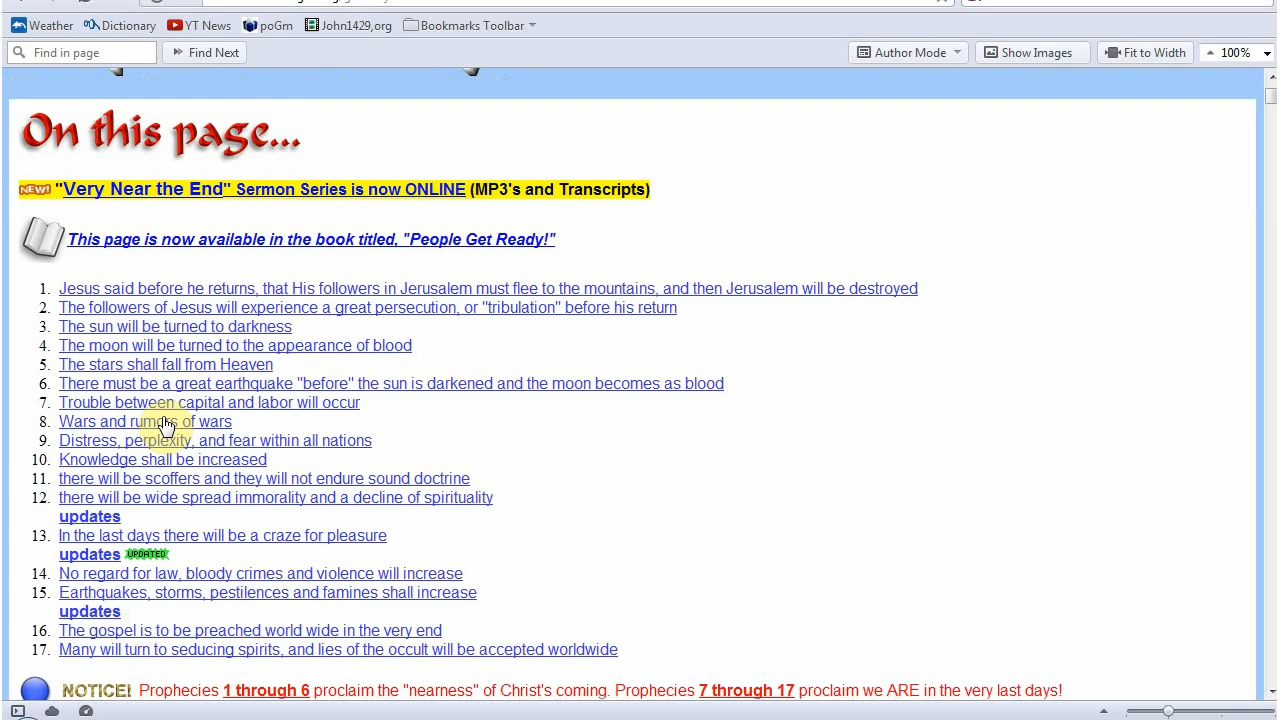 Weather Dictionary YT News poGm John1429,org Bookmarks Toolbar
Find in page Find Next Author Mode Show Images Fit to Width 100%
On this page...
NEW! "Very Near the End" Sermon Series is now ONLINE (MP3's and Transcripts)
This page is now available in the book titled, "People Get Ready!"
1. Jesus said before he returns, that His followers in Jerusalem must flee to the mountains, and then Jerusalem will be destroyed
2. The followers of Jesus will experience a great persecution, or "tribulation" before his return
3. The sun will be turned to darkness
4. The moon will be turned to the appearance of blood
5. The stars shall fall from Heaven
6. There must be a great earthquake "before" the sun is darkened and the moon becomes as blood
7. Trouble between capital and labor will occur
8. Wars and rumors of wars
9. Distress, perplexity, and fear within all nations
10. Knowledge shall be increased
11. there will be scoffers and they will not endure sound doctrine
12. there will be wide spread immorality and a decline of spirituality
updates
13. In the last days there will be a craze for pleasure
updates UPDATED
14. No regard for law, bloody crimes and violence will increase
15. Earthquakes, storms, pestilences and famines shall increase
updates
16. The gospel is to be preached world wide in the very end
17. Many will turn to seducing spirits, and lies of the occult will be accepted worldwide
NOTICE! Prophecies 1 through 6 proclaim the "nearness" of Christ's coming. Prophecies 7 through 17 proclaim we ARE in the very last days!